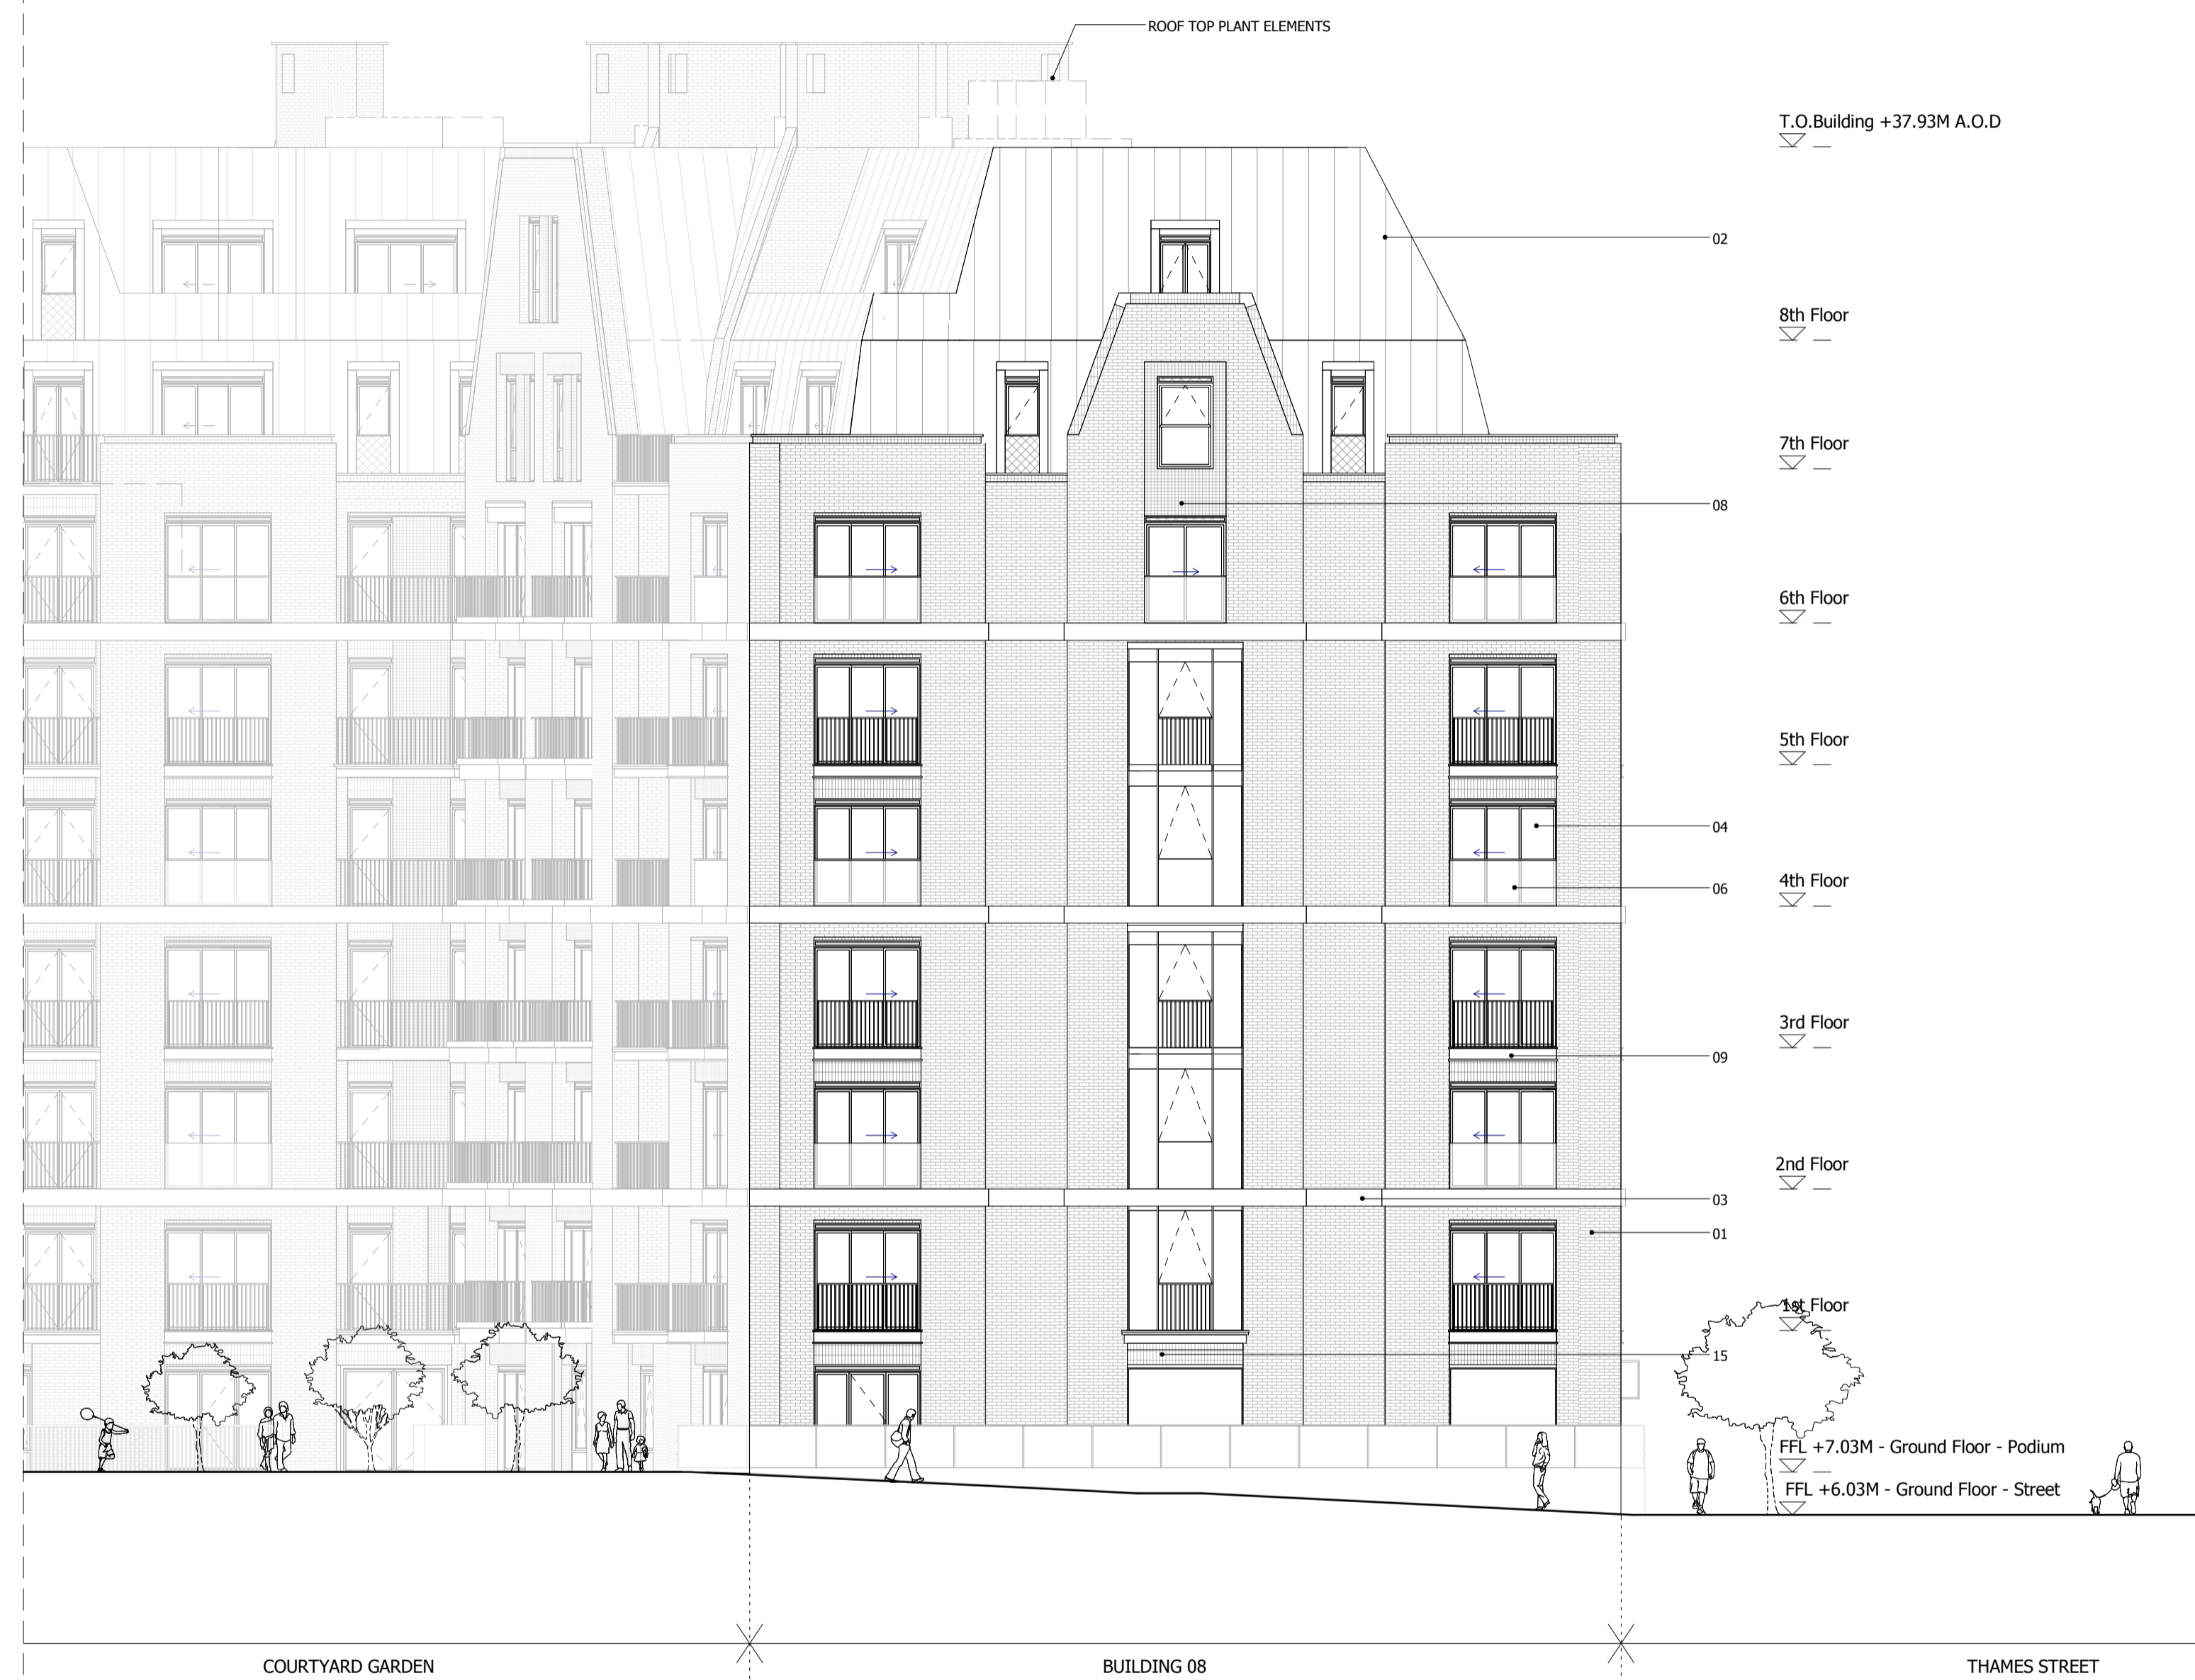 ROOF TOP PLANT ELEMENTS
T.O.Building +37.93M A.O.D
02
8th Floor
7th Floor
08
6th Floor
5th Floor
04
4th Floor
06
3rd Floor
09
2nd Floor
03
01
1st Floor
15
FFL +7.03M - Ground Floor - Podium
FFL +6.03M - Ground Floor - Street
COURTYARD GARDEN
BUILDING 08
THAMES STREET